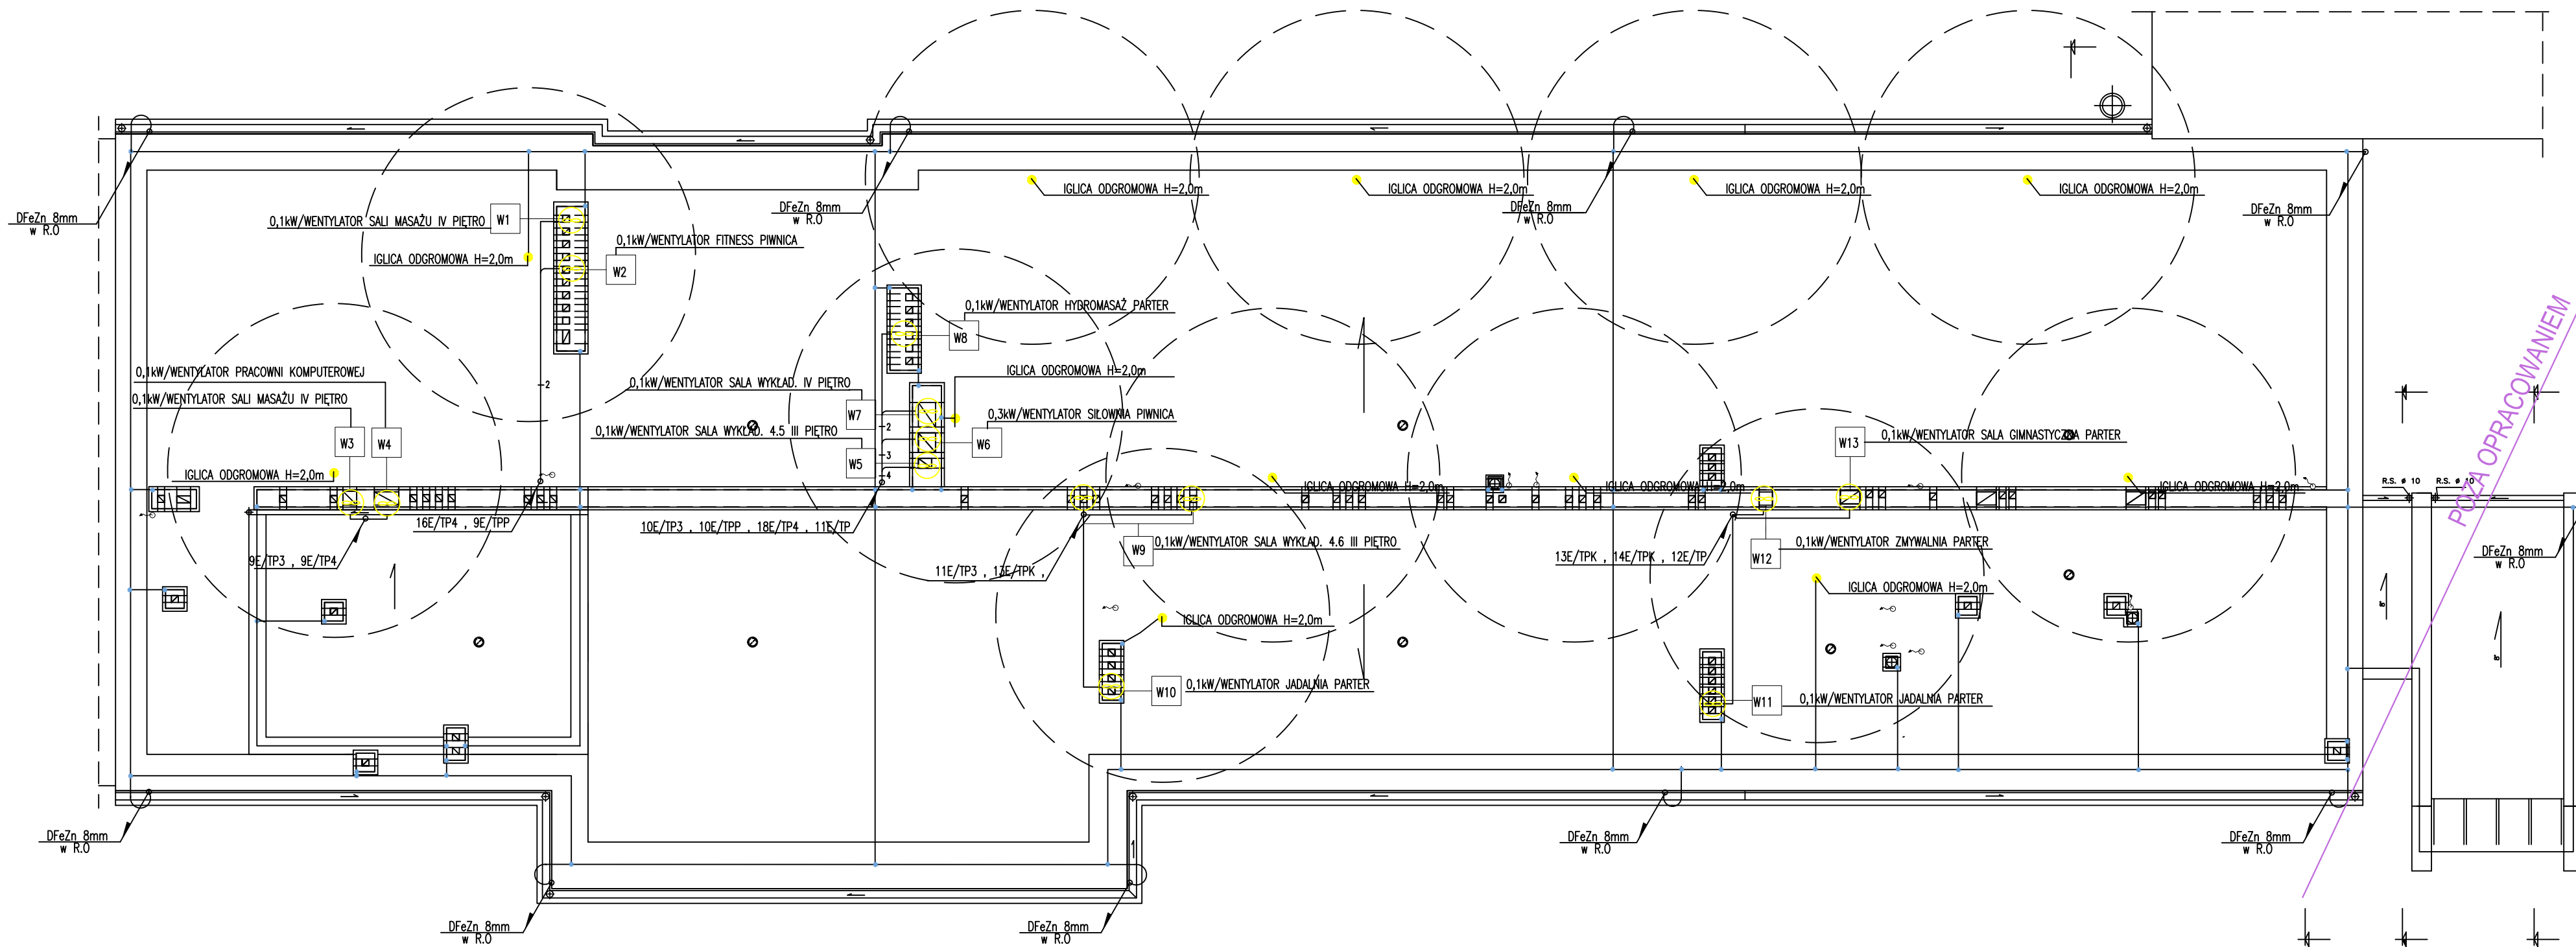 IGLICA ODGROMOWA H=2,0m
IGLICA ODGROMOWA H=2,0m
IGLICA ODGROMOWA H=2,0m
IGLICA ODGROMOWA H=2,0m
DFeZn 8mm
w R.O
DFeZn 8mm
w R.O
DFeZn 8mm
w R.O
DFeZn 8mm
w R.O
0,1kW/WENTYLATOR SALI MASAŻU IV PIĘTRO
W1
0,1kW/WENTYLATOR FITNESS PIWNICA
W2
IGLICA ODGROMOWA H=2,0m
0,1kW/WENTYLATOR HYDROMASAŻ PARTER
W8
0,1kW/WENTYLATOR PRACOWNI KOMPUTEROWEJ
0,1kW/WENTYLATOR SALI MASAŻU IV PIĘTRO
W3
W4
2
0,1kW/WENTYLATOR SALA WYKŁAD. IV PIĘTRO
W7
IGLICA ODGROMOWA H=2,0m
0,3kW/WENTYLATOR SIŁOWNIA PIWNICA
W6
0,1kW/WENTYLATOR SALA WYKŁAD. 4.5 III PIĘTRO
W5
2
3
4
W13
0,1kW/WENTYLATOR SALA GIMNASTYCZNA PARTER
POZA OPRACOWANIEM
IGLICA ODGROMOWA H=2,0m
IGLICA ODGROMOWA H=2,0m
IGLICA ODGROMOWA H=2,0m
IGLICA ODGROMOWA H=2,0m
R.S. ø 10
R.S. ø 10
16E/TP4 , 9E/TPP
10E/TP3 , 10E/TPP , 18E/TP4 , 11E/TP
9E/TP3 , 9E/TP4
W9
0,1kW/WENTYLATOR SALA WYKŁAD. 4.6 III PIĘTRO
11E/TP3 , 13E/TPK ,
13E/TPK , 14E/TPK , 12E/TP
W12
0,1kW/WENTYLATOR ZMYWALNIA PARTER
DFeZn 8mm
w R.O
IGLICA ODGROMOWA H=2,0m
IGLICA ODGROMOWA H=2,0m
W10
0,1kW/WENTYLATOR JADALNIA PARTER
W11
0,1kW/WENTYLATOR JADALNIA PARTER
DFeZn 8mm
w R.O
DFeZn 8mm
w R.O
DFeZn 8mm
w R.O
DFeZn 8mm
w R.O
DFeZn 8mm
w R.O